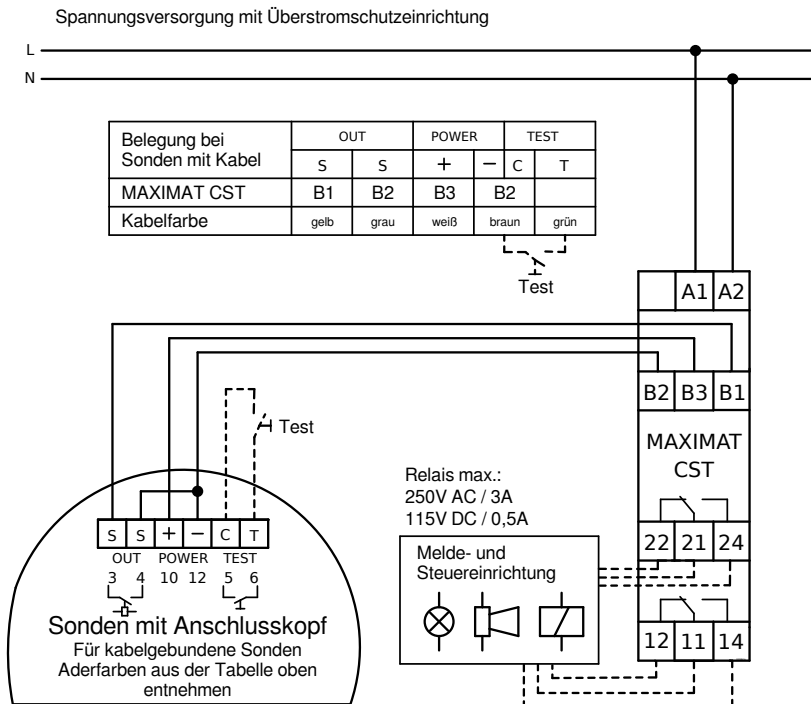 Spannungsversorgung mit Überstromschutzeinrichtung
L
N
Belegung bei
Sonden mit Kabel
OUT POWER TEST
S S + − C T
MAXIMAT CST B1 B2 B3 B2
Kabelfarbe gelb grau weiß braun grün
Test
A1 A2
B2 B3 B1
MAXIMAT
CST
Test
Relais max.:
250V AC / 3A
115V DC / 0,5A
22 21 24
Melde- und
Steuereinrichtung
S S + − C T
OUT POWER TEST
3 4 10 12 5 6
12 11 14
Sonden mit Anschlusskopf
Für kabelgebundene Sonden
Aderfarben aus der Tabelle oben
entnehmen